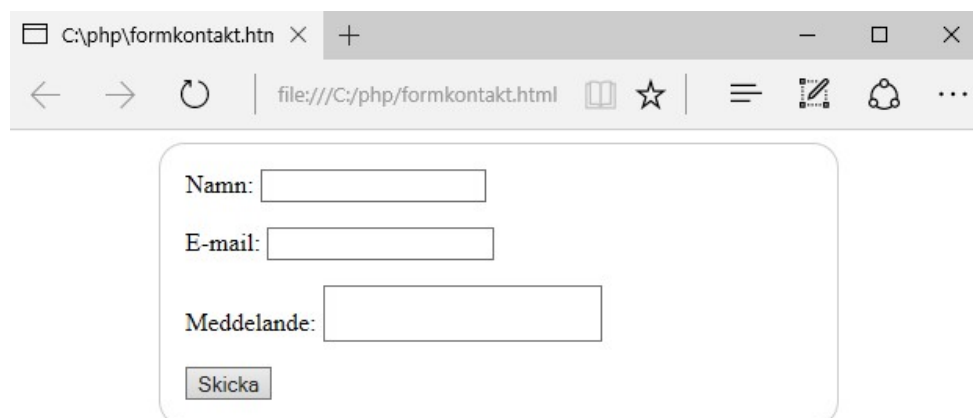 C:\php\formkontakt.htn
file:///C:/php/formkontakt.html
Namn:
E-mail:
Meddelande:
Skicka